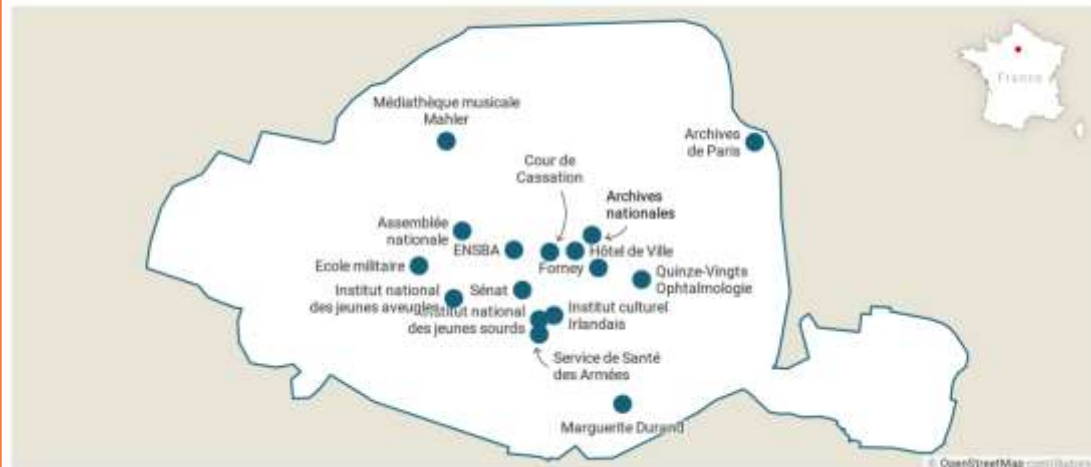 France
Médiathèque musicale
Mahler
Archives
de Paris
Cour de
Cassation
Archives
nationales
Assemblée
nationale
ENSBA
Hôtel de Ville
Ecole militaire
Forney
Quinze-Vingts
Ophtalmologie
Institut national
des jeunes aveugles
Sénat
Institut national
des jeunes sourds
Institut culturel
Irlandais
Service de Santé
des Armées
Marguerite Durand
© OpenStreetMap contributors